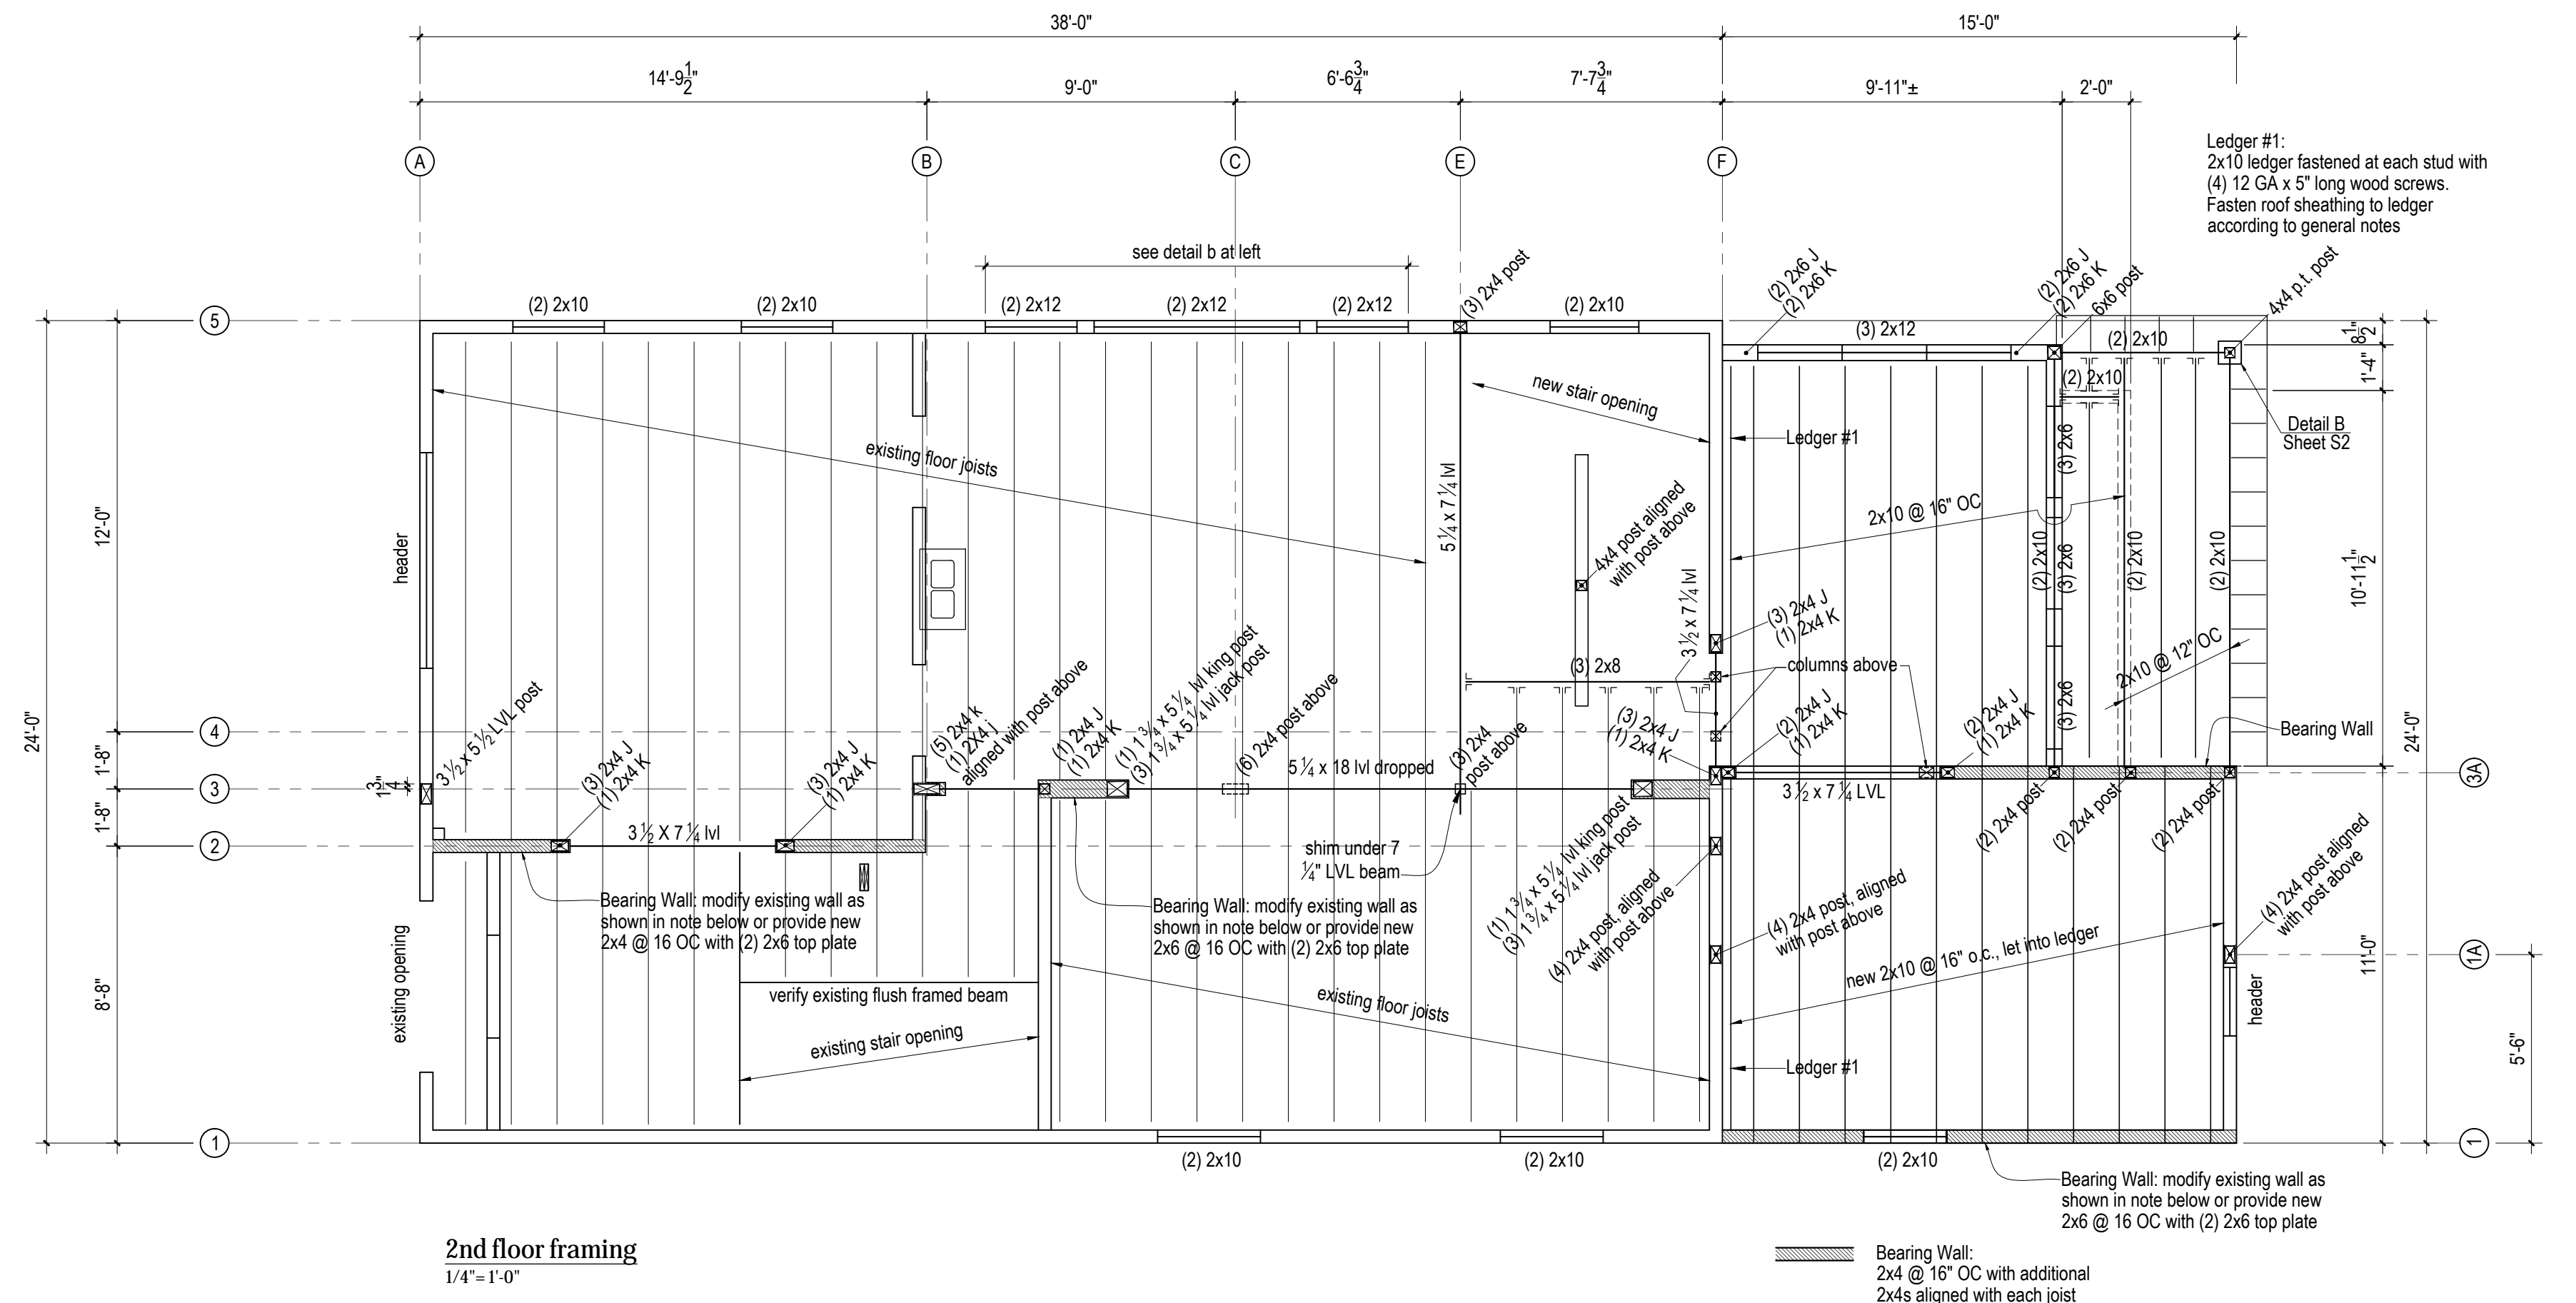 38'-0"
15'-0"
14'-9 1/2"
9'-0"
6'-6 3/4"
7'-7 3/4"
9'-11"±
2'-0"
A
B
C
E
F
Ledger #1:
2x10 ledger fastened at each stud with
(4) 12 GA x 5" long wood screws.
Fasten roof sheathing to ledger
according to general notes
see detail b at left
(3) 2x4 post
(2) 2x6 J
(2) 2x6 K
(2) 2x6 J
(2) 2x6 K
6x6 post
4x4 p.t. post
5
(2) 2x10
(2) 2x10
(2) 2x12
(2) 2x12
(2) 2x12
(2) 2x10
(3) 2x12
(2) 2x10
8 1/2"
1'-4"
(2) 2x10
new stair opening
Detail B
Sheet S2
Ledger #1
existing floor joists
(3) 2x6
5 1/4 x 7 1/4 lvl
4x4 post aligned
with post above
2x10 @ 16" OC
12'-0"
header
(2) 2x10
(3) 2x6
(2) 2x10
(2) 2x10
10'-11 1/2"
3 1/2 x 7 1/4 lvl
(3) 2x4 J
(1) 2x4 K
columns above
(3) 2x8
2x10 @ 12" OC
(3) 2x6
24'-0"
4
1'-8"
3 1/2 x 5 1/2 LVL post
(3) 2x4 J
(1) 2x4 K
(3) 2x4 J
(1) 2x4 K
(5) 2x4 k
(1) 2X4 j
aligned with post above
(1) 2x4 J
(1) 2x4 K
(1) 1 3/4 x 5 1/4 lvl king post
(3) 1 3/4 x 5 1/4 lvl jack post
(6) 2x4 post above
5 1/4 x 18 lvl dropped
(3) 2x4
post above
(3) 2x4 J
(1) 2x4 K
(2) 2x4 J
(1) 2x4 K
(2) 2x4 J
(1) 2x4 K
Bearing Wall
24'-0"
3
1 3/4"
3A
3 1/2 x 7 1/4 LVL
1'-8"
2
3 1/2 X 7 1/4 lvl
shim under 7
1/4" LVL beam
(2) 2x4 post
(2) 2x4 post
(2) 2x4 post
(4) 2x4 post aligned
with post above
Bearing Wall: modify existing wall as
shown in note below or provide new
2x4 @ 16 OC with (2) 2x6 top plate
Bearing Wall: modify existing wall as
shown in note below or provide new
2x6 @ 16 OC with (2) 2x6 top plate
(1) 1 3/4 x 5 1/4 lvl king post
(3) 1 3/4 x 5 1/4 lvl jack post
(4) 2x4 post, aligned
with post above
(4) 2x4 post, aligned
with post above
new 2x10 @ 16" o.c., let into ledger
1A
8'-8"
existing opening
verify existing flush framed beam
existing stair opening
existing floor joists
header
11'-0"
5'-6"
Ledger #1
1
1
(2) 2x10
(2) 2x10
(2) 2x10
Bearing Wall: modify existing wall as
shown in note below or provide new
2x6 @ 16 OC with (2) 2x6 top plate
2nd floor framing
1/4"=1'-0"
Bearing Wall:
2x4 @ 16" OC with additional
2x4s aligned with each joist